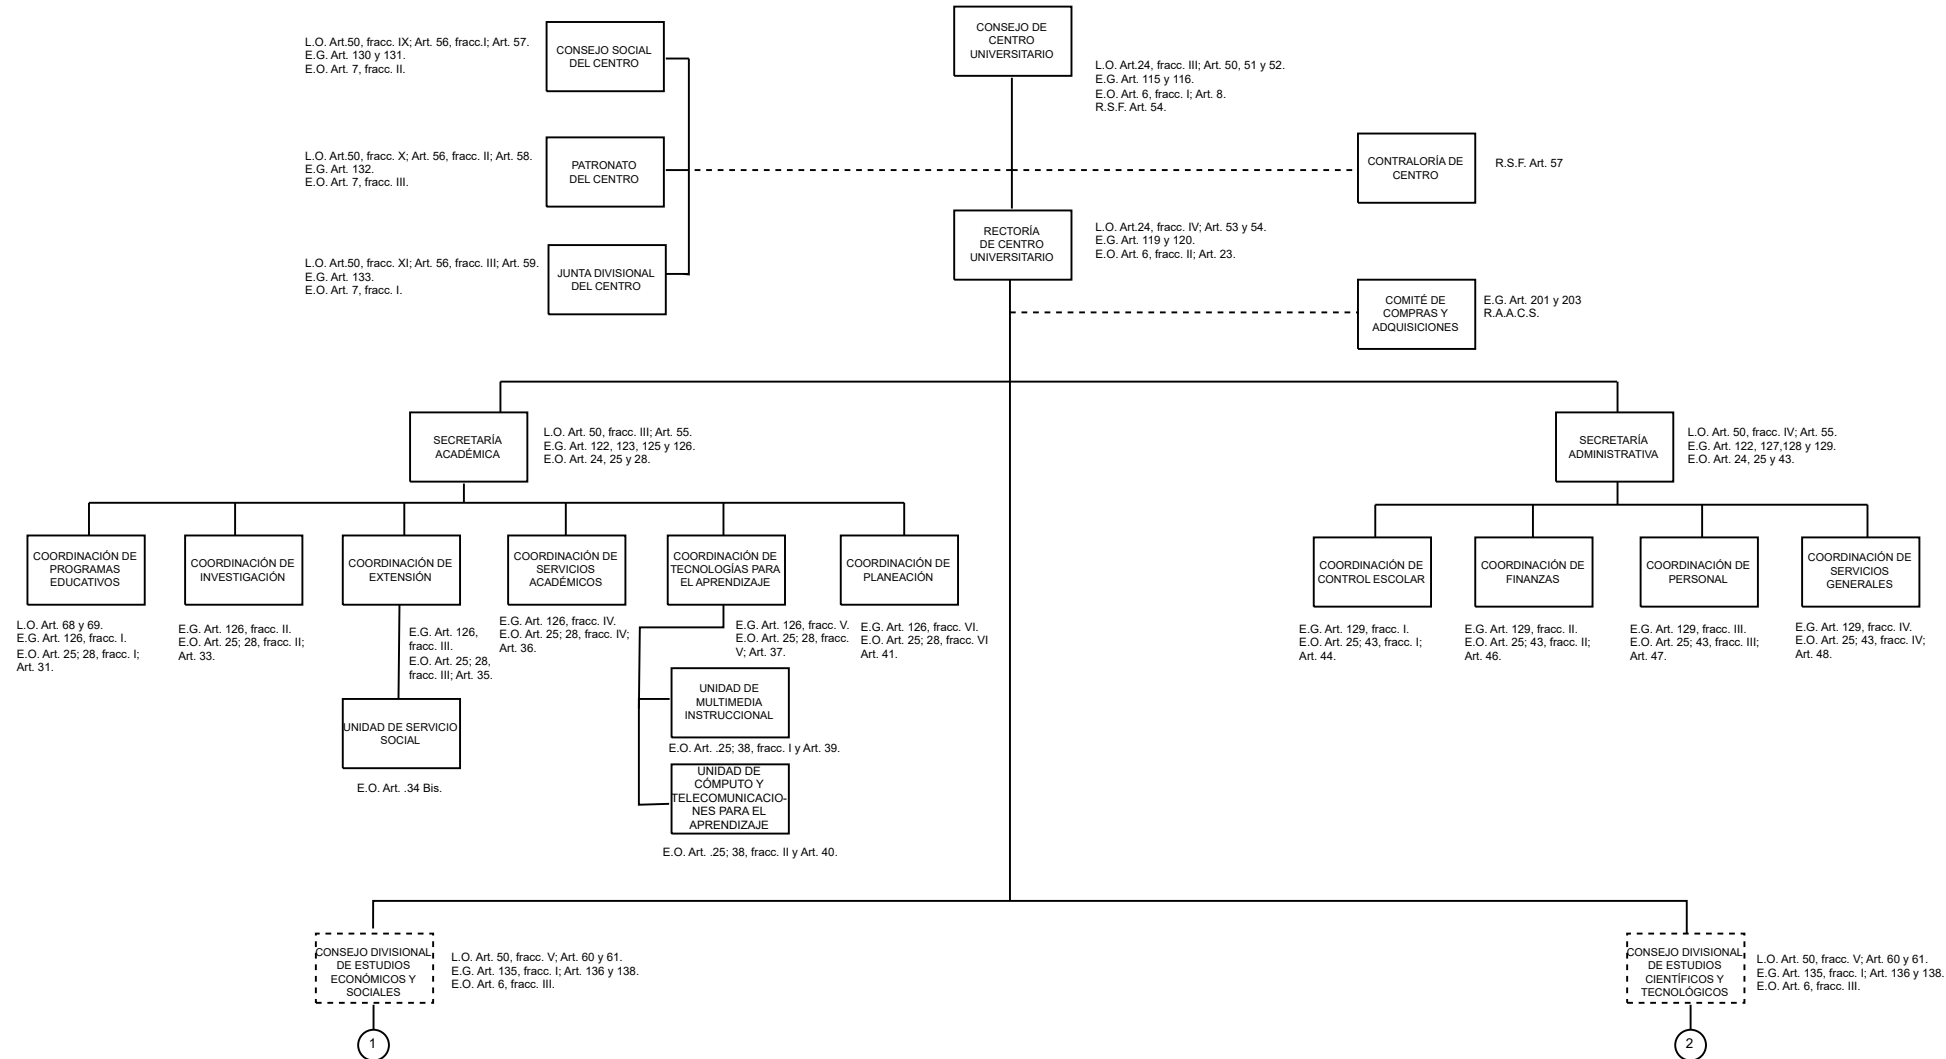 CONSEJO DE
CENTRO
UNIVERSITARIO
L.O. Art.24, fracc. III; Art. 50, 51 y 52.
E.G. Art. 115 y 116.
E.O. Art. 6, fracc. I; Art. 8.
R.S.F. Art. 54.
L.O. Art.50, fracc. IX; Art. 56, fracc.I; Art. 57.
E.G. Art. 130 y 131.
E.O. Art. 7, fracc. II.
CONSEJO SOCIAL
DEL CENTRO
L.O. Art.50, fracc. X; Art. 56, fracc. II; Art. 58.
E.G. Art. 132.
E.O. Art. 7, fracc. III.
PATRONATO
DEL CENTRO
CONTRALORÍA DE
CENTRO
R.S.F. Art. 57
L.O. Art.50, fracc. XI; Art. 56, fracc. III; Art. 59.
E.G. Art. 133.
E.O. Art. 7, fracc. I.
JUNTA DIVISIONAL
DEL CENTRO
RECTORÍA
DE CENTRO
UNIVERSITARIO
L.O. Art.24, fracc. IV; Art. 53 y 54.
E.G. Art. 119 y 120.
E.O. Art. 6, fracc. II; Art. 23.
COMITÉ DE
COMPRAS Y
ADQUISICIONES
E.G. Art. 201 y 203
R.A.A.C.S.
SECRETARÍA
ACADÉMICA
L.O. Art. 50, fracc. III; Art. 55.
E.G. Art. 122, 123, 125 y 126.
E.O. Art. 24, 25 y 28.
SECRETARÍA
ADMINISTRATIVA
L.O. Art. 50, fracc. IV; Art. 55.
E.G. Art. 122, 127,128 y 129.
E.O. Art. 24, 25 y 43.
COORDINACIÓN DE
PROGRAMAS
EDUCATIVOS
L.O. Art. 68 y 69.
E.G. Art. 126, fracc. I.
E.O. Art. 25; 28, fracc. I;
Art. 31.
COORDINACIÓN DE
INVESTIGACIÓN
E.G. Art. 126, fracc. II.
E.O. Art. 25; 28, fracc. II;
Art. 33.
COORDINACIÓN DE
EXTENSIÓN
E.G. Art. 126,
fracc. III.
E.O. Art. 25; 28,
fracc. III; Art. 35.
UNIDAD DE SERVICIO
SOCIAL
E.O. Art. .34 Bis.
COORDINACIÓN DE
SERVICIOS
ACADÉMICOS
E.G. Art. 126, fracc. IV.
E.O. Art. 25; 28, fracc. IV;
Art. 36.
COORDINACIÓN DE
TECNOLOGÍAS PARA
EL APRENDIZAJE
E.G. Art. 126, fracc. V.
E.O. Art. 25; 28, fracc.
V; Art. 37.
UNIDAD DE
MULTIMEDIA
INSTRUCCIONAL
E.O. Art. .25; 38, fracc. I y Art. 39.
UNIDAD DE
CÓMPUTO Y
TELECOMUNICACIO-
NES PARA EL
APRENDIZAJE
E.O. Art. .25; 38, fracc. II y Art. 40.
COORDINACIÓN
DE PLANEACIÓN
E.G. Art. 126, fracc. VI.
E.O. Art. 25; 28, fracc. VI
Art. 41.
COORDINACIÓN DE
CONTROL ESCOLAR
E.G. Art. 129, fracc. I.
E.O. Art. 25; 43, fracc. I;
Art. 44.
COORDINACIÓN DE
FINANZAS
E.G. Art. 129, fracc. II.
E.O. Art. 25; 43, fracc. II;
Art. 46.
COORDINACIÓN DE
PERSONAL
E.G. Art. 129, fracc. III.
E.O. Art. 25; 43, fracc. III;
Art. 47.
COORDINACIÓN DE
SERVICIOS
GENERALES
E.G. Art. 129, fracc. IV.
E.O. Art. 25; 43, fracc. IV;
Art. 48.
CONSEJO DIVISIONAL
DE ESTUDIOS
ECONÓMICOS Y
SOCIALES
L.O. Art. 50, fracc. V; Art. 60 y 61.
E.G. Art. 135, fracc. I; Art. 136 y 138.
E.O. Art. 6, fracc. III.
1
CONSEJO DIVISIONAL
DE ESTUDIOS
CIENTÍFICOS Y
TECNOLÓGICOS
L.O. Art. 50, fracc. V; Art. 60 y 61.
E.G. Art. 135, fracc. I; Art. 136 y 138.
E.O. Art. 6, fracc. III.
2